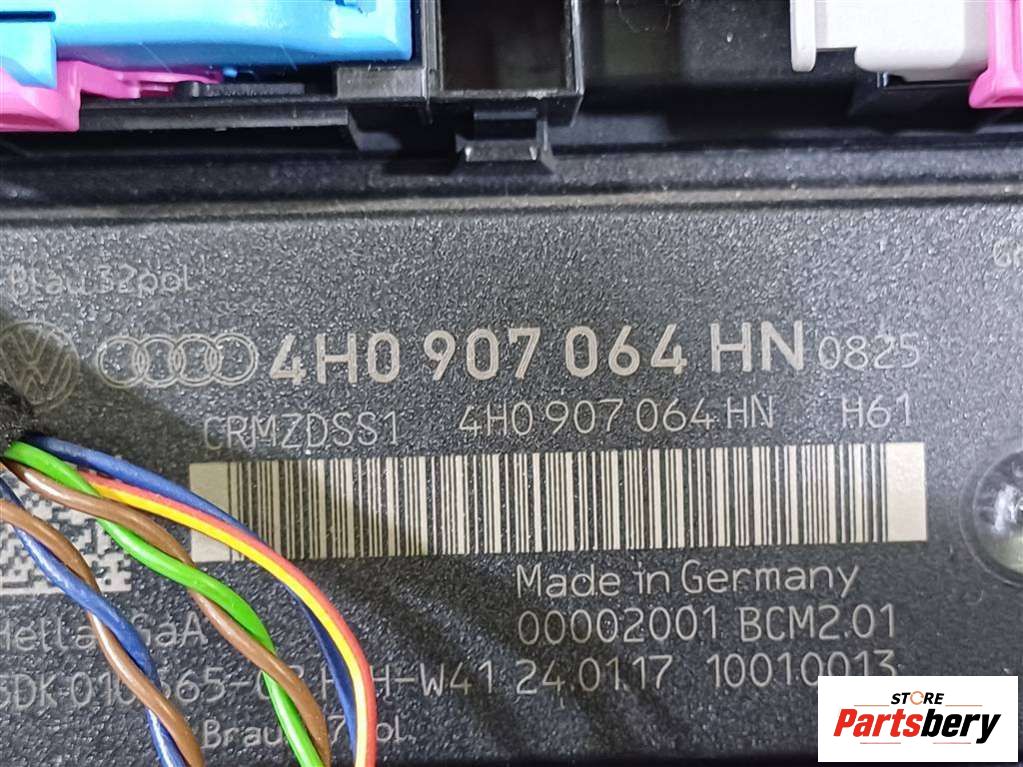 Blau 32pol
4H0 907 064 HN 0825
CRMZDSS1 4H0 907 064 HN H61
Made in Germany
00002001 BCM2.01
Hella
24.01.17 10010013
STORE
Partsbery